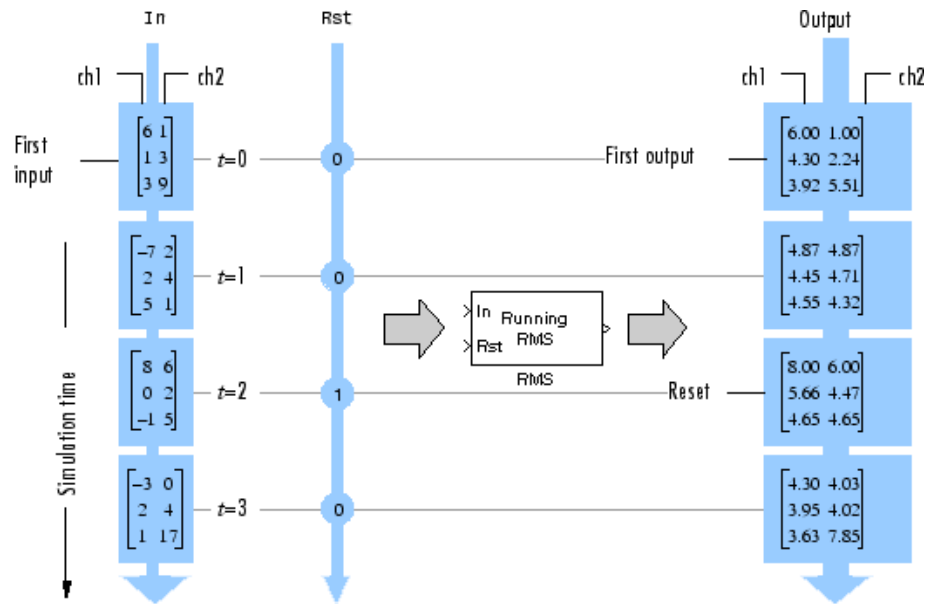 In Rst Output
ch1 ch2 ch1 ch2
First input
6 1
1 3
3 9
t=0
0
First output
6.00 1.00
4.30 2.24
3.92 5.51
-7 2
2 4
5 1
t=1
0
4.87 4.87
4.45 4.71
4.55 4.32
In Running RMS
Rst
RMS
8 6
0 2
-1 5
t=2
1
Reset
8.00 6.00
5.66 4.47
4.65 4.65
-3 0
2 4
1 17
t=3
0
4.30 4.03
3.95 4.02
3.63 7.85
Simulation time